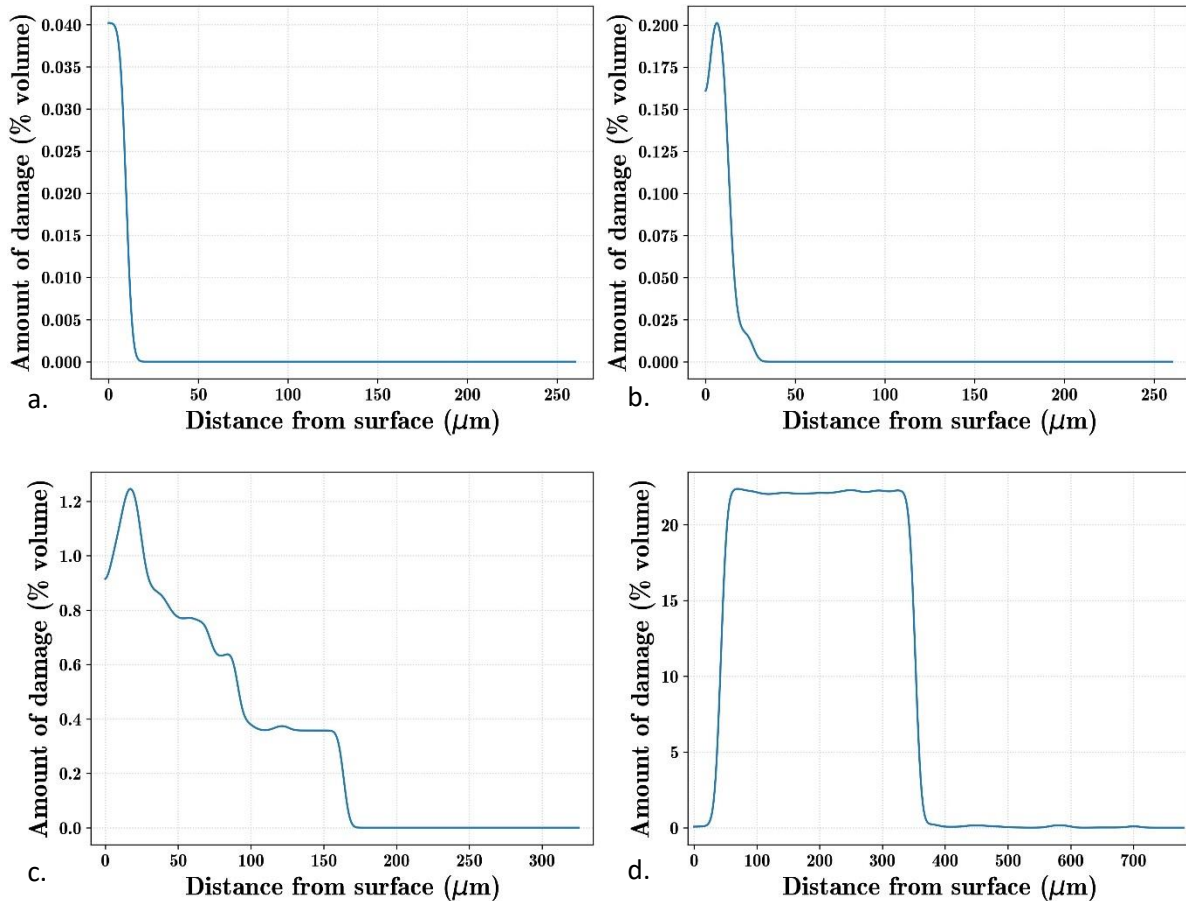 Amount of damage (% volume)
0.040
0.035
0.030
0.025
0.020
0.015
0.010
0.005
0.000
0 50 100 150 200 250
Distance from surface (μm)
a.
Amount of damage (% volume)
0.200
0.175
0.150
0.125
0.100
0.075
0.050
0.025
0.000
0 50 100 150 200 250
Distance from surface (μm)
b.
Amount of damage (% volume)
1.2
1.0
0.8
0.6
0.4
0.2
0.0
0 50 100 150 200 250 300
Distance from surface (μm)
c.
Amount of damage (% volume)
20
15
10
5
0
0 100 200 300 400 500 600 700
Distance from surface (μm)
d.